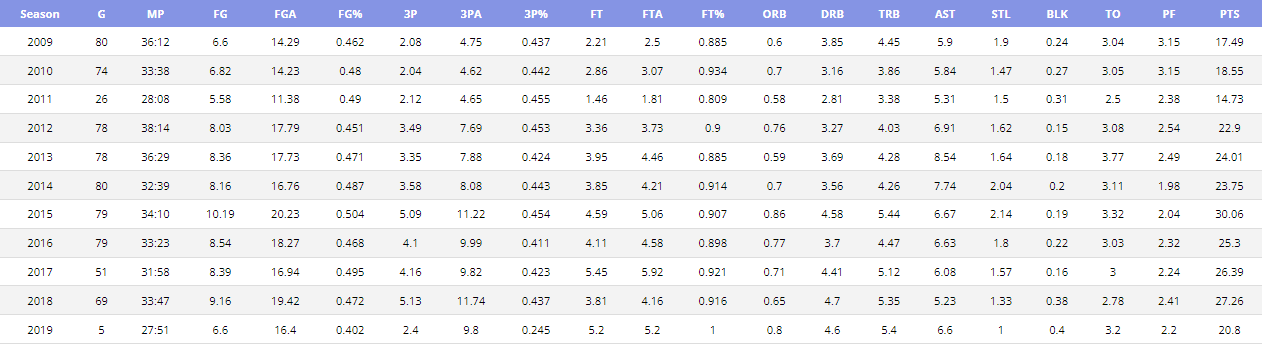 Season G MP FG FGA FG% 3P 3PA 3P% FT FTA FT% ORB DRB TRB AST STL BLK TO PF PTS
2009 80 36:12 6.6 14.29 0.462 2.08 4.75 0.437 2.21 2.5 0.885 0.6 3.85 4.45 5.9 1.9 0.24 3.04 3.15 17.49
2010 74 33:38 6.82 14.23 0.48 2.04 4.62 0.442 2.86 3.07 0.934 0.7 3.16 3.86 5.84 1.47 0.27 3.05 3.15 18.55
2011 26 28:08 5.58 11.38 0.49 2.12 4.65 0.455 1.46 1.81 0.809 0.58 2.81 3.38 5.31 1.5 0.31 2.5 2.38 14.73
2012 78 38:14 8.03 17.79 0.451 3.49 7.69 0.453 3.36 3.73 0.9 0.76 3.27 4.03 6.91 1.62 0.15 3.08 2.54 22.9
2013 78 36:29 8.36 17.73 0.471 3.35 7.88 0.424 3.95 4.46 0.885 0.59 3.69 4.28 8.54 1.64 0.18 3.77 2.49 24.01
2014 80 32:39 8.16 16.76 0.487 3.58 8.08 0.443 3.85 4.21 0.914 0.7 3.56 4.26 7.74 2.04 0.2 3.11 1.98 23.75
2015 79 34:10 10.19 20.23 0.504 5.09 11.22 0.454 4.59 5.06 0.907 0.86 4.58 5.44 6.67 2.14 0.19 3.32 2.04 30.06
2016 79 33:23 8.54 18.27 0.468 4.1 9.99 0.411 4.11 4.58 0.898 0.77 3.7 4.47 6.63 1.8 0.22 3.03 2.32 25.3
2017 51 31:58 8.39 16.94 0.495 4.16 9.82 0.423 5.45 5.92 0.921 0.71 4.41 5.12 6.08 1.57 0.16 3 2.24 26.39
2018 69 33:47 9.16 19.42 0.472 5.13 11.74 0.437 3.81 4.16 0.916 0.65 4.7 5.35 5.23 1.33 0.38 2.78 2.41 27.26
2019 5 27:51 6.6 16.4 0.402 2.4 9.8 0.245 5.2 5.2 1 0.8 4.6 5.4 6.6 1 0.4 3.2 2.2 20.8